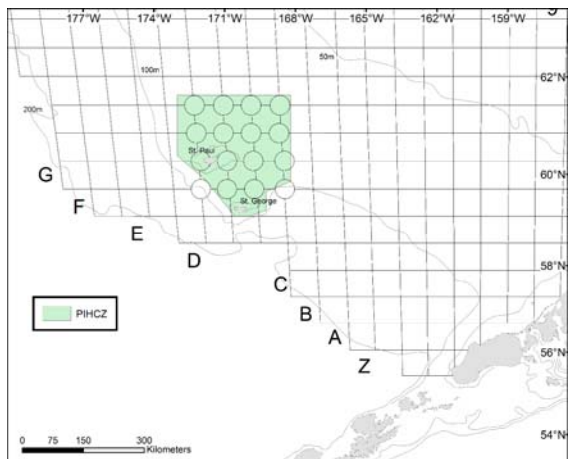 177°W 174°W 171°W 168°W 165°W 162°W 159°W
50m
100m
62°N
200m
St. Paul
60°N
G
St. George
F
E
D
58°N
C
B
PIHCZ
A
Z
56°N
54°N
0 75 150 300
Kilometers